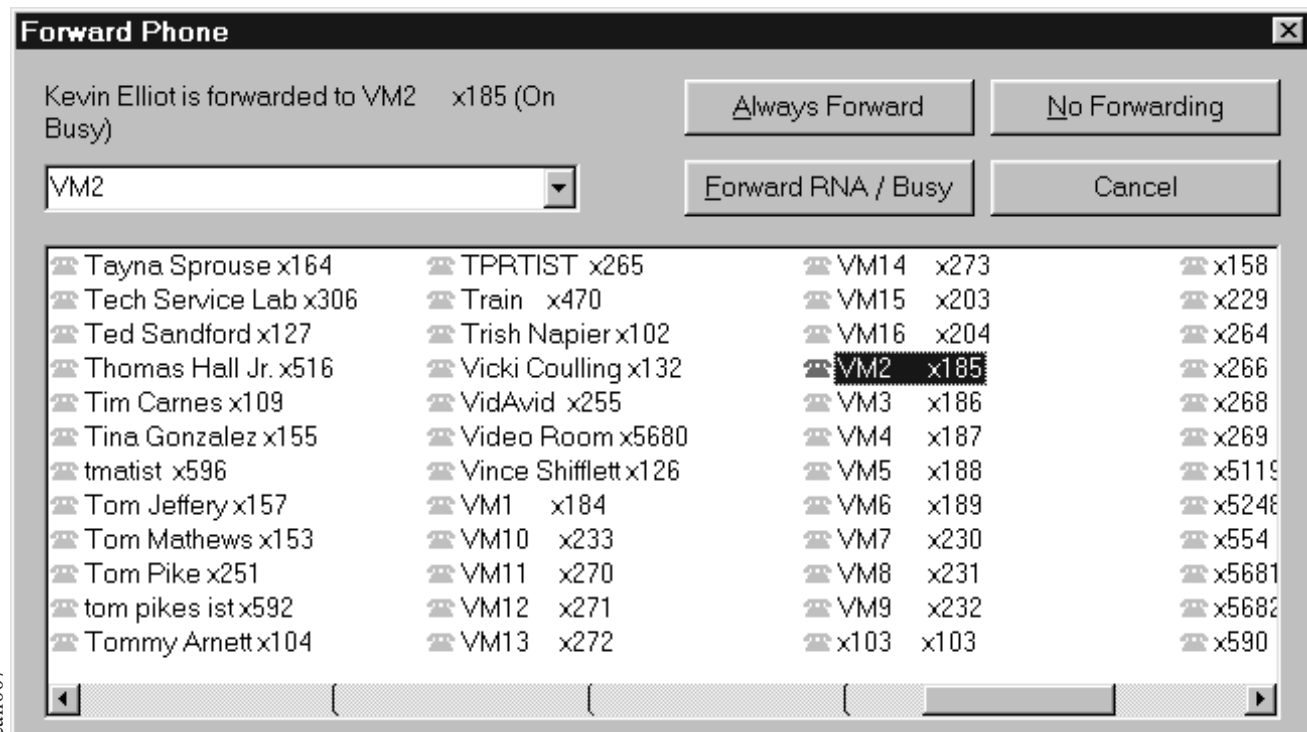 Forward Phone
Kevin Elliot is forwarded to VM2 x185 (On
Busy)
Always Forward
No Forwarding
VM2
Forward RNA / Busy
Cancel
Tayna Sprouse x164
Tech Service Lab x306
Ted Sandford x127
Thomas Hall Jr. x516
Tim Carnes x109
Tina Gonzalez x155
tmatist x596
Tom Jeffery x157
Tom Mathews x153
Tom Pike x251
tom pikes ist x592
Tommy Arnett x104
TPRTIST x265
Train x470
Trish Napier x102
Vicki Coulling x132
VidAvid x255
Video Room x5680
Vince Shifflett x126
VM1 x184
VM10 x233
VM11 x270
VM12 x271
VM13 x272
VM14 x273
VM15 x203
VM16 x204
VM2 x185
VM3 x186
VM4 x187
VM5 x188
VM6 x189
VM7 x230
VM8 x231
VM9 x232
x103 x103
x158
x229
x264
x266
x268
x269
x5119
x5248
x554
x5681
x5682
x590